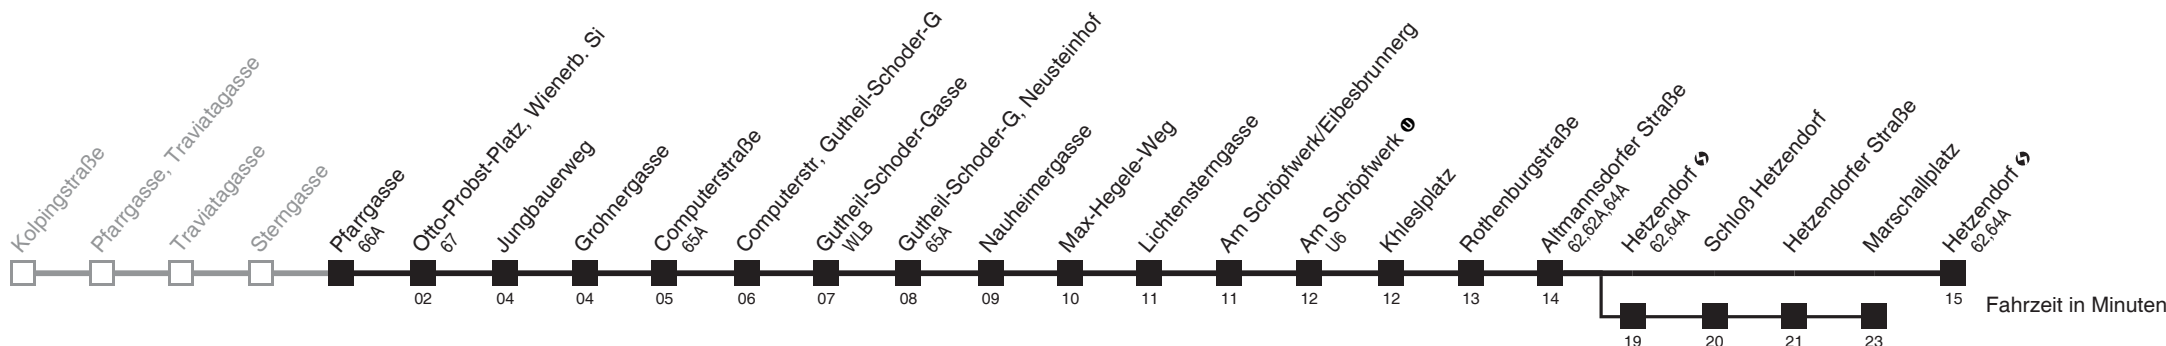 Kolpingstraße
Pfarrgasse, Traviatagasse
Traviatagasse
Sterngasse
Pfarrgasse
66A
Otto-Probst-Platz, Wienerb. Si
67
Jungbauerweg
Grohnergasse
Computerstraße
65A
Computerstr, Gutheil-Schoder-G
Gutheil-Schoder-Gasse
WLB
Gutheil-Schoder-G, Neusteinhof
65A
Nauheimergasse
Max-Hegele-Weg
Lichtensterngasse
Am Schöpfwerk/Eibesbrunnerg
Am Schöpfwerk U
U6
Khleslplatz
Rothenburgstraße
Altmannsdorfer Straße
62,62A,64A
Hetzendorf S
62,64A
Schloß Hetzendorf
Hetzendorfer Straße
Marschallplatz
Hetzendorf S
62,64A
02 04 04 05 06 07 08 09 10 11 11 12 12 13 14 15
Fahrzeit in Minuten
19 20 21 23